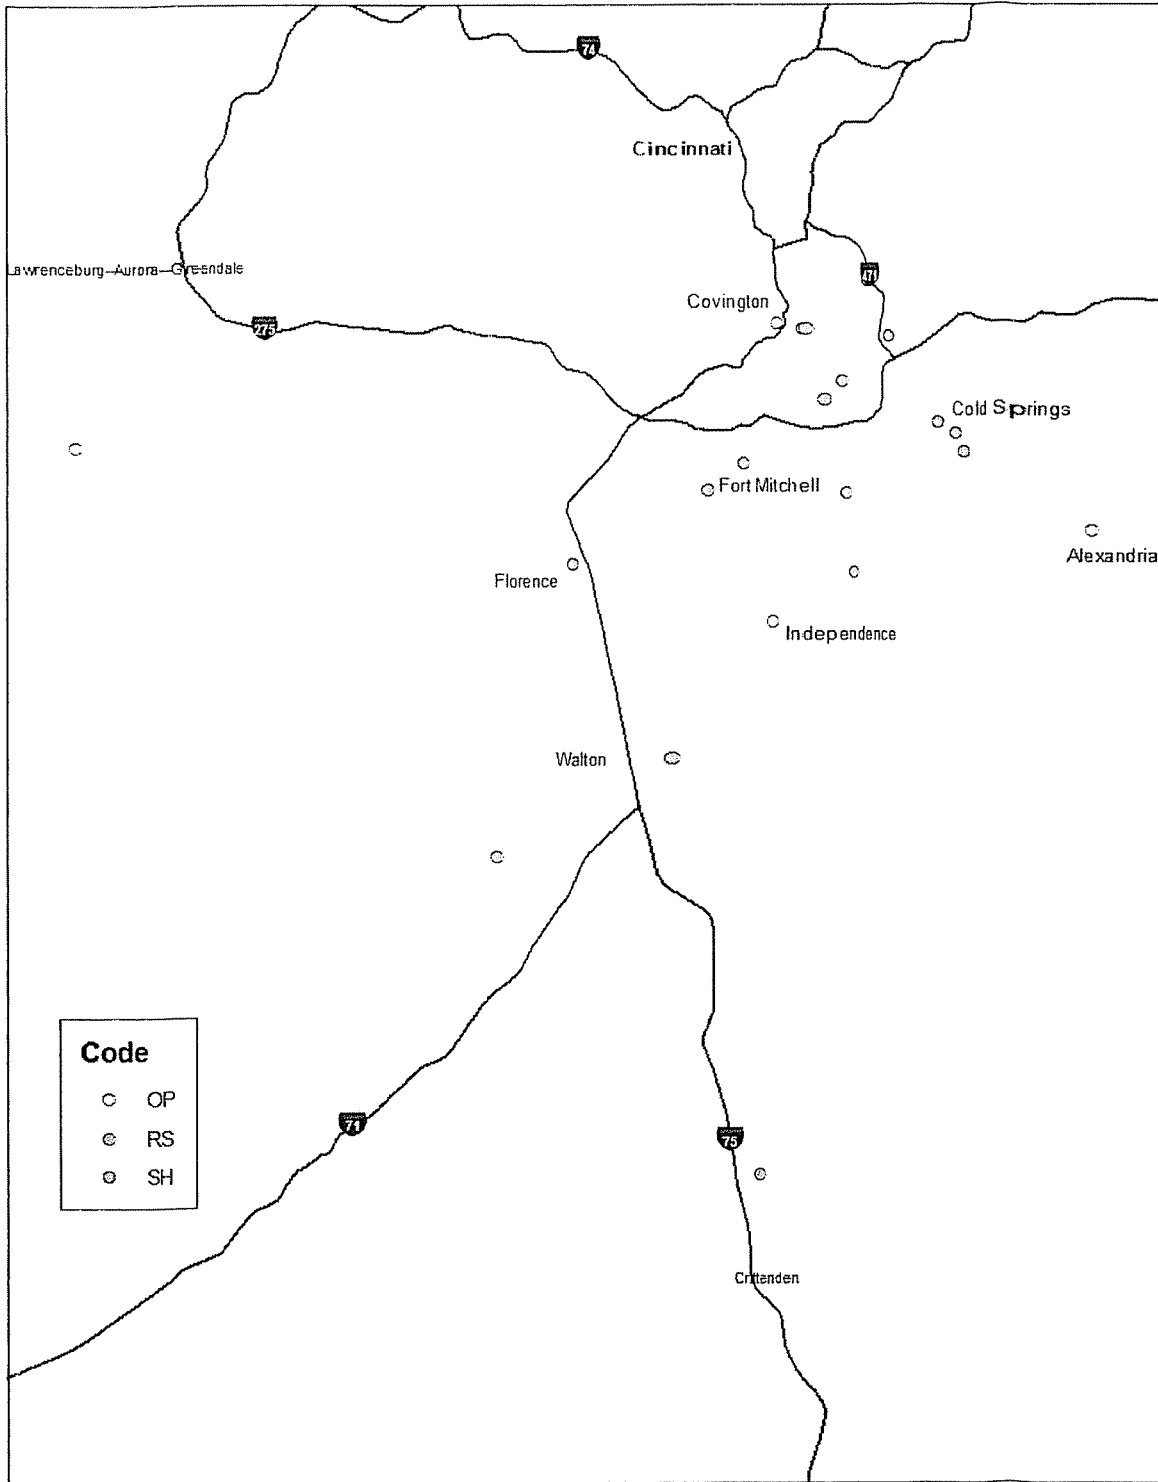 74
Cincinnati
Lawrenceburg--Aurora--Greendale
471
Covington
275
Cold Springs
Fort Mitchell
Alexandria
Florence
Independence
Walton
Code
OP
RS
SH
71
75
Crittenden